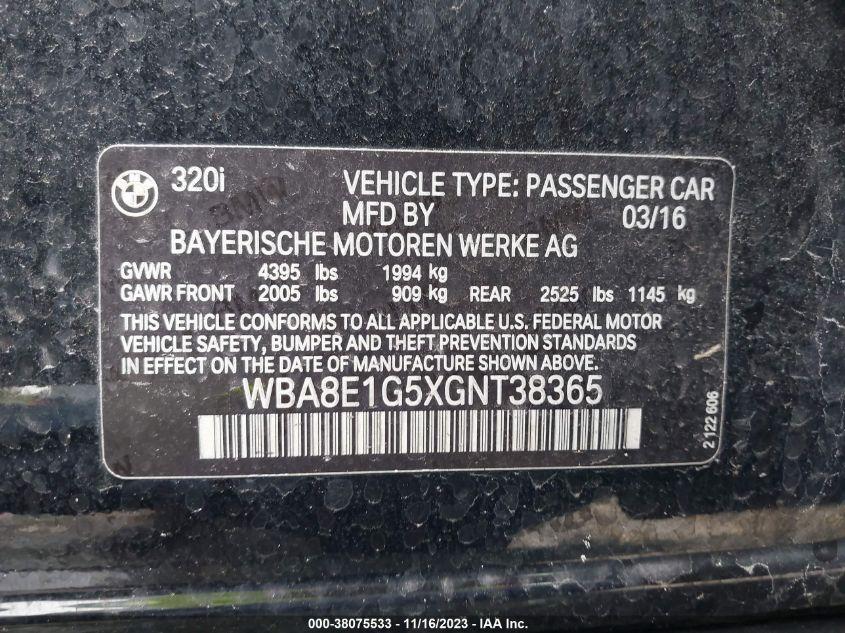 320i VEHICLE TYPE: PASSENGER CAR
MFD BY 03/16
BAYERISCHE MOTOREN WERKE AG
GVWR 4395 lbs 1994 kg
GAWR FRONT 2005 lbs 909 kg REAR 2525 lbs 1145 kg
THIS VEHICLE CONFORMS TO ALL APPLICABLE U.S. FEDERAL MOTOR
VEHICLE SAFETY, BUMPER AND THEFT PREVENTION STANDARDS
IN EFFECT ON THE DATE OF MANUFACTURE SHOWN ABOVE.
WBA8E1G5XGNT38365
2 122 606
000-38075533 - 11/16/2023 - IAA Inc.